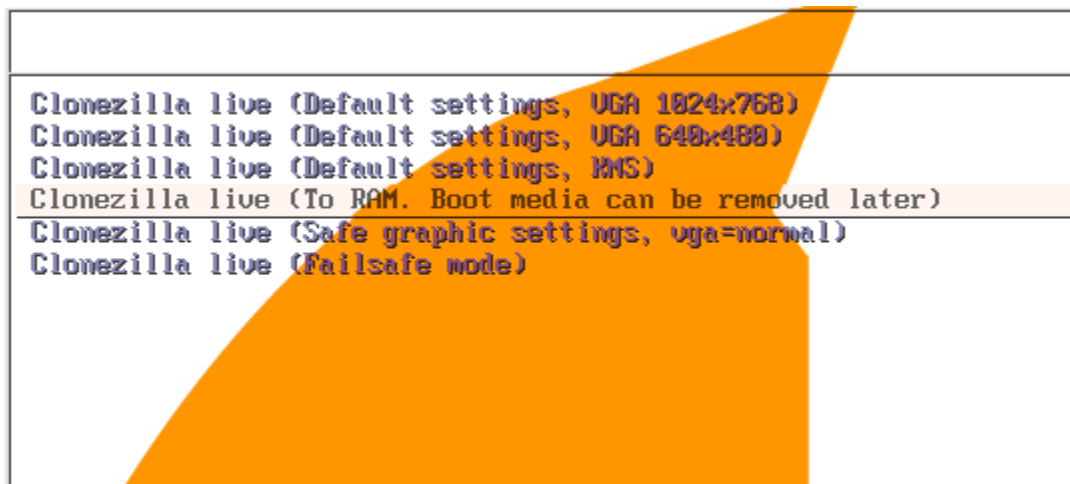 Clonezilla live (Default settings, VGA 1024x768)
Clonezilla live (Default settings, VGA 640x480)
Clonezilla live (Default settings, KMS)
Clonezilla live (To RAM. Boot media can be removed later)
Clonezilla live (Safe graphic settings, vga=normal)
Clonezilla live (Failsafe mode)